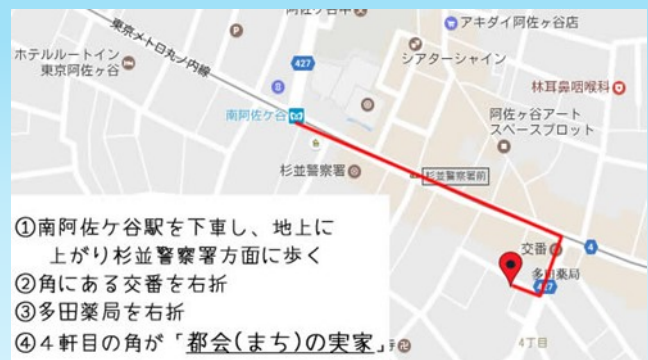 阿佐ケ谷中
アキダイ阿佐ヶ谷店
東京メトロ丸ノ内線
427
シアターシャイン
ホテルルートイン
東京阿佐ヶ谷
林耳鼻咽喉科
南阿佐ケ谷
阿佐ヶ谷アート
スペースプロット
杉並警察署
杉並警察署前
交番
4
多田薬局
427
4丁目
①南阿佐ケ谷駅を下車し、地上に
上がり杉並警察署方面に歩く
②角にある交番を右折
③多田薬局を右折
④4軒目の角が「都会(まち)の実家」